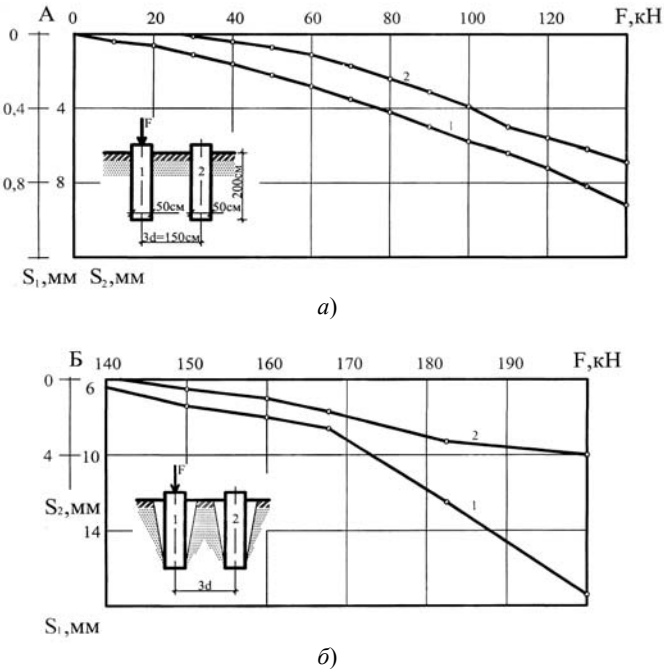 А 0 20 40 60 80 100 120 F,кН
0
0,4 4
0,8 8
2
1
F
1 2
50см 50см
200см
3d=150см
S₁,мм S₂,мм
а)
Б 140 150 160 170 180 190 F,кН
0 6
4 10
S₂,мм
14
2
1
F
1 2
3d
S₁,мм
б)